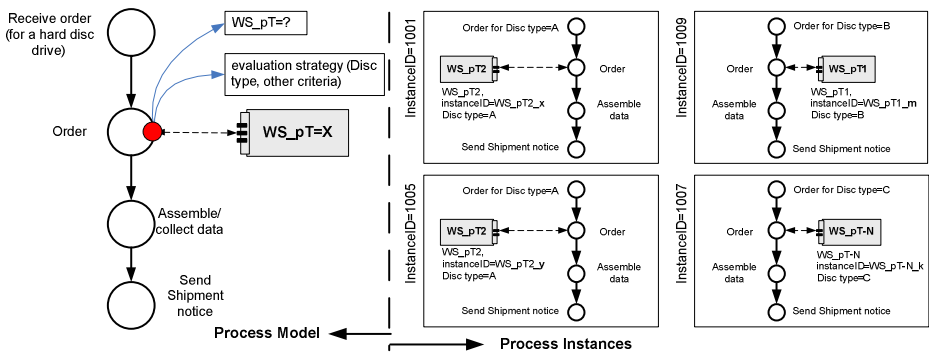 Receive order
(for a hard disc
drive)
WS_pT=?
evaluation strategy (Disc
type, other criteria)
Order
WS_pT=X
Assemble/
collect data
Send
Shipment
notice
Process Model
InstanceID=1001
Order for Disc type=A
WS_pT2
Order
WS_pT2,
instanceID=WS_pT2_x
Disc type=A
Assemble
data
Send Shipment notice
InstanceID=1009
Order for Disc type=B
Order
WS_pT1
WS_pT1,
instanceID=WS_pT1_m
Disc type=B
Assemble
data
Send Shipment notice
InstanceID=1005
Order for Disc type=A
WS_pT2
Order
WS_pT2,
instanceID=WS_pT2_y
Disc type=A
Assemble
data
Send Shipment notice
InstanceID=1007
Order for Disc type=C
Order
WS_pT-N
WS_pT-N
instanceID=WS_pT-N_k
Disc type=C
Assemble
data
Send Shipment notice
Process Instances